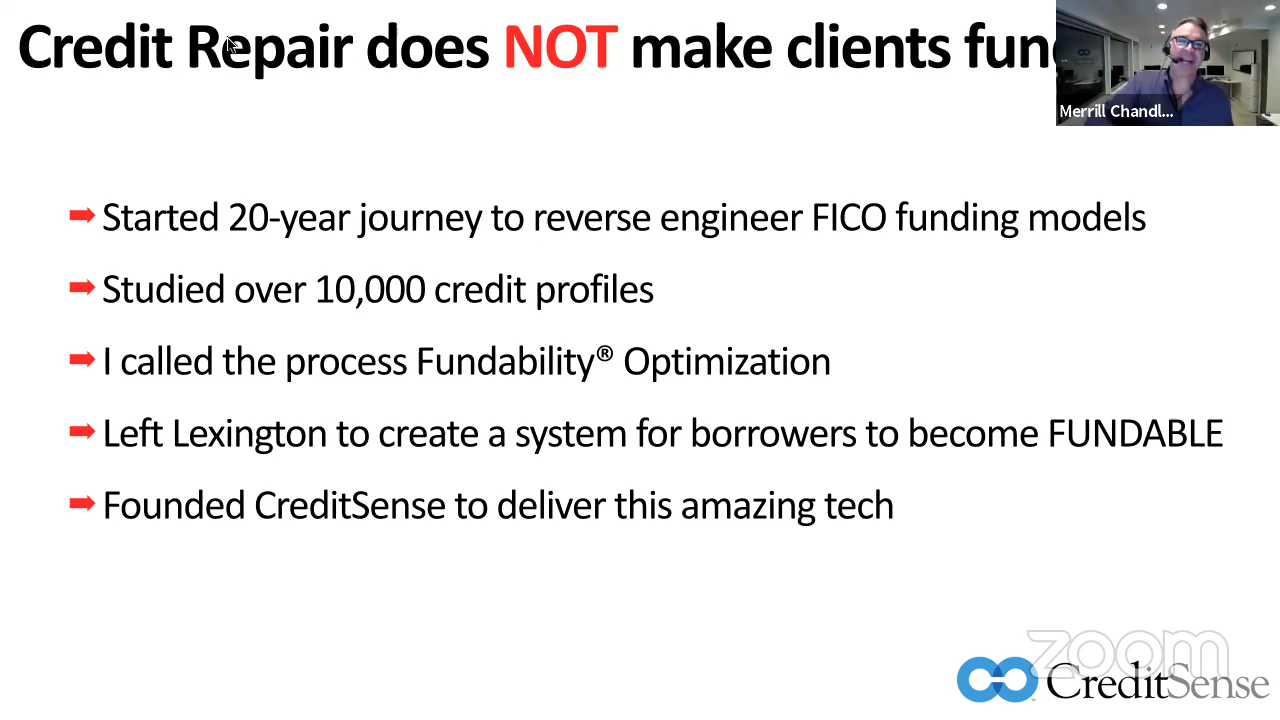 Credit Repair does NOT make clients fun
Merrill Chandl...
➡ Started 20-year journey to reverse engineer FICO funding models
➡ Studied over 10,000 credit profiles
➡ I called the process Fundability® Optimization
➡ Left Lexington to create a system for borrowers to become FUNDABLE
➡ Founded CreditSense to deliver this amazing tech
zoom
CreditSense